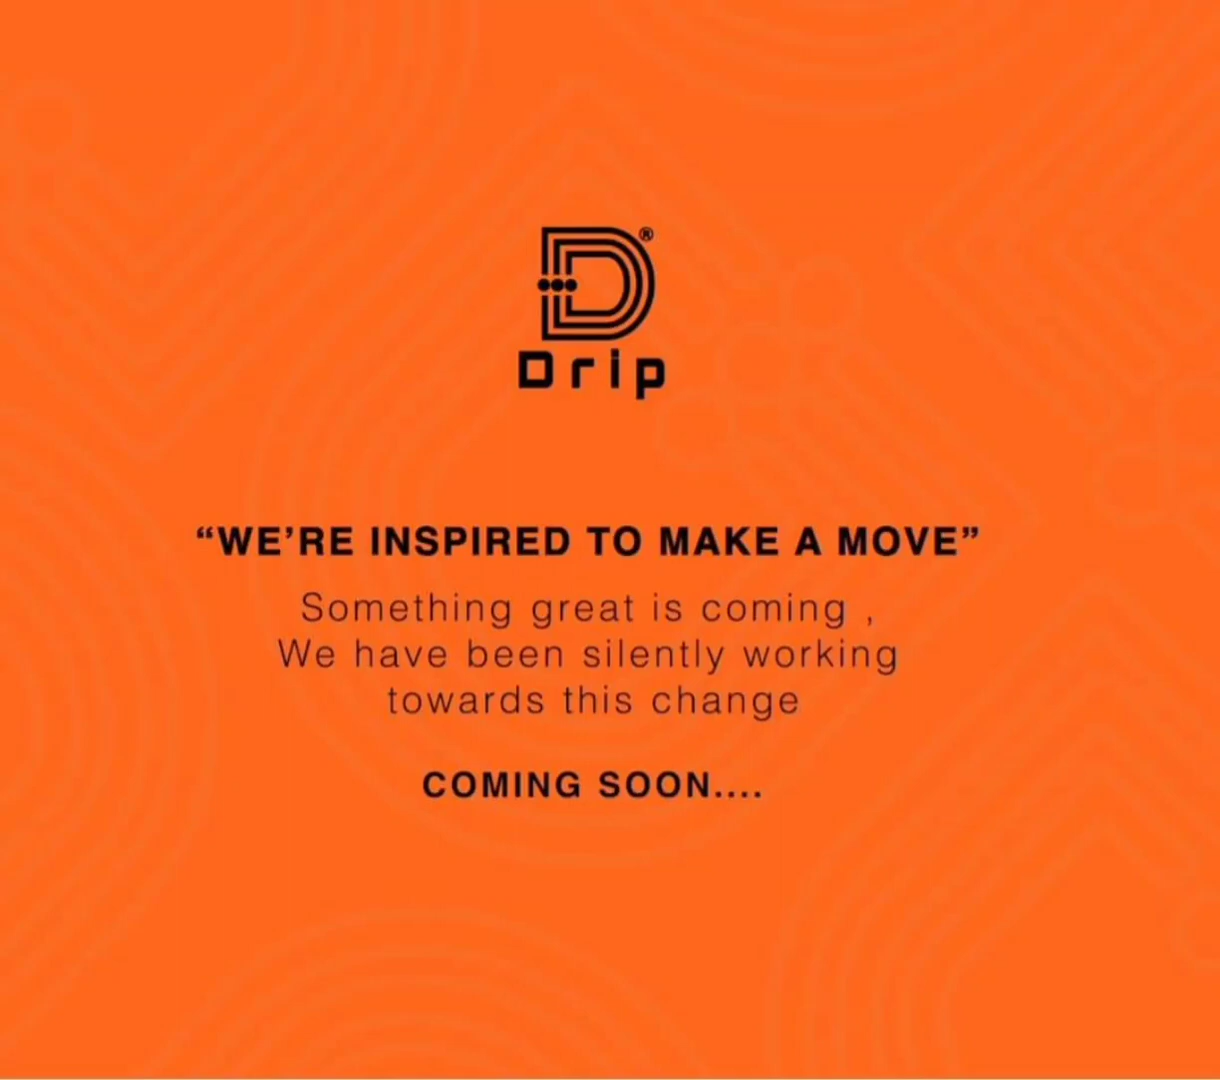 D®
Drip
“WE’RE INSPIRED TO MAKE A MOVE”
Something great is coming ,
We have been silently working
towards this change
COMING SOON....